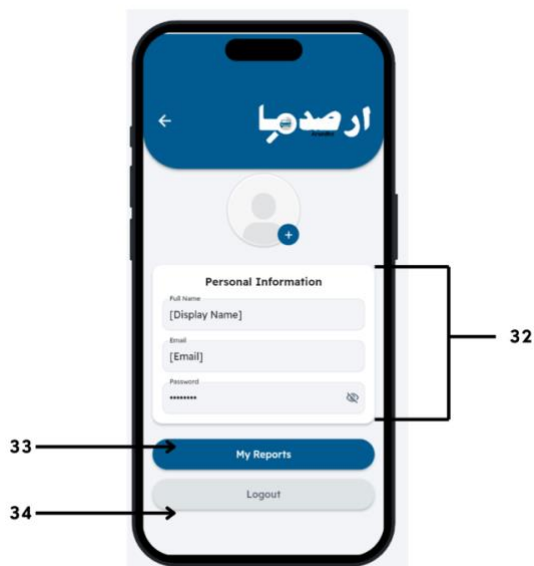 ارصدها
Personal Information
Full Name
[Display Name]
Email
[Email]
Password
••••••••
32
33
My Reports
Logout
34